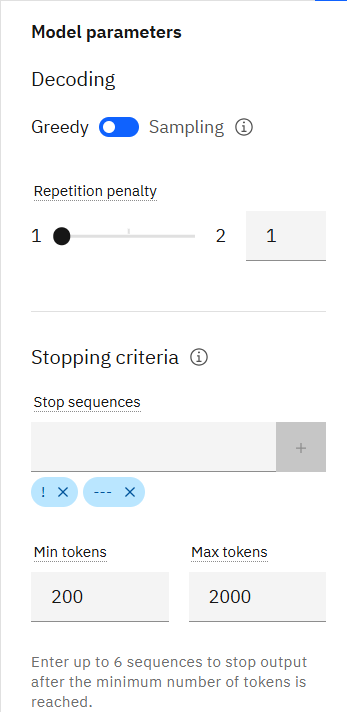 Model parameters
Decoding
Greedy Sampling
Repetition penalty
1 2 1
Stopping criteria
Stop sequences
+
! × --- ×
Min tokens Max tokens
200 2000
Enter up to 6 sequences to stop output
after the minimum number of tokens is
reached.